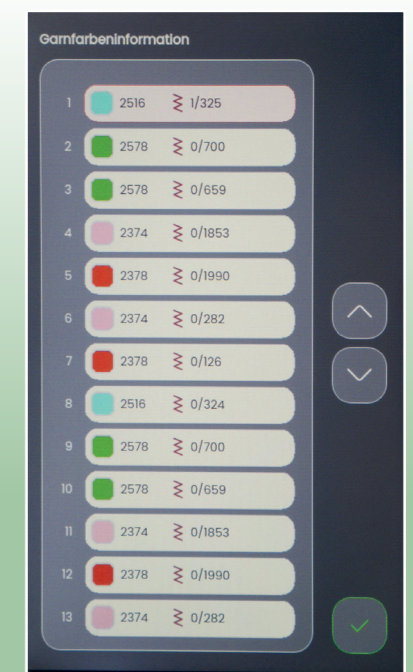 Garnfarbeninformation
1 2516 1/325
2 2578 0/700
3 2578 0/659
4 2374 0/1853
5 2378 0/1990
6 2374 0/282
7 2378 0/126
8 2516 0/324
9 2578 0/700
10 2578 0/659
11 2374 0/1853
12 2378 0/1990
13 2374 0/282